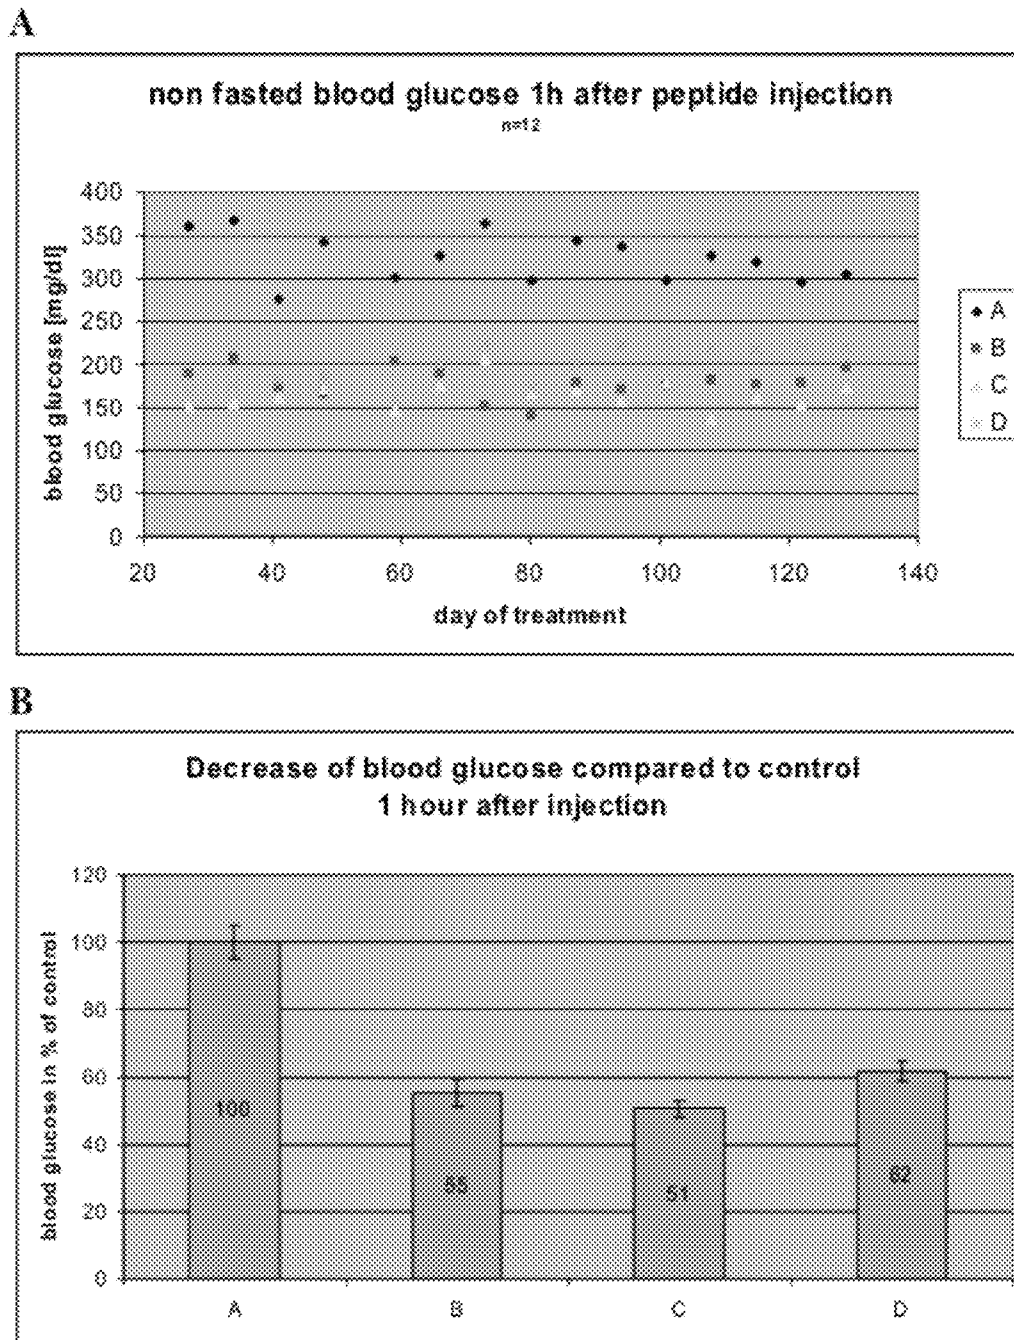 A
non fasted blood glucose 1h after peptide injection
n=12
blood glucose [mg/dl]
400
350
300
250
200
150
100
50
0
20 40 60 80 100 120 140
day of treatment
A
B
C
D
B
Decrease of blood glucose compared to control
1 hour after injection
blood glucose in % of control
120
100
80
60
40
20
0
100
55
51
62
A B C D